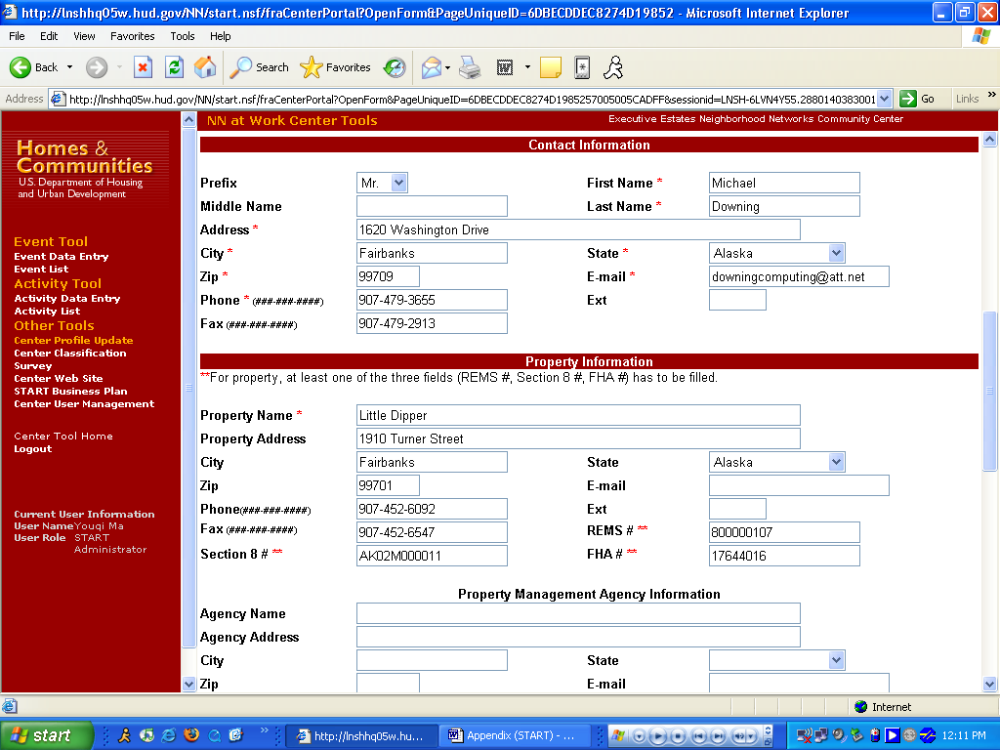 http://lnshhq05w.hud.gov/NN/start.nsf/fraCenterPortal?OpenForm&PageUniqueID=6DBECDDEC8274D19852 - Microsoft Internet Explorer
File Edit View Favorites Tools Help
Back Search Favorites
Address http://lnshhq05w.hud.gov/NN/start.nsf/fraCenterPortal?OpenForm&PageUniqueID=6DBECDDEC8274D1985257005005CADFF&sessionid=LNSH-6LVN4Y55.2880140383001 Go Links »
NN at Work Center Tools Executive Estates Neighborhood Networks Community Center
Homes &
Communities
U.S. Department of Housing
and Urban Development
Event Tool
Event Data Entry
Event List
Activity Tool
Activity Data Entry
Activity List
Other Tools
Center Profile Update
Center Classification
Survey
Center Web Site
START Business Plan
Center User Management
Center Tool Home
Logout
Current User Information
User Name Youqi Ma
User Role START
Administrator
Contact Information
Prefix Mr. First Name * Michael
Middle Name Last Name * Downing
Address * 1620 Washington Drive
City * Fairbanks State * Alaska
Zip * 99709 E-mail * downingcomputing@att.net
Phone * (###-###-####) 907-479-3655 Ext
Fax (###-###-####) 907-479-2913
Property Information
**For property, at least one of the three fields (REMS #, Section 8 #, FHA #) has to be filled.
Property Name * Little Dipper
Property Address 1910 Turner Street
City Fairbanks State Alaska
Zip 99701 E-mail
Phone(###-###-####) 907-452-6092 Ext
Fax (###-###-####) 907-452-6547 REMS # ** 800000107
Section 8 # ** AK02M000011 FHA # ** 17644016
Property Management Agency Information
Agency Name
Agency Address
City State
Zip E-mail
Internet
start » http://lnshhq05w.hu... Appendix (START) - ... 12:11 PM